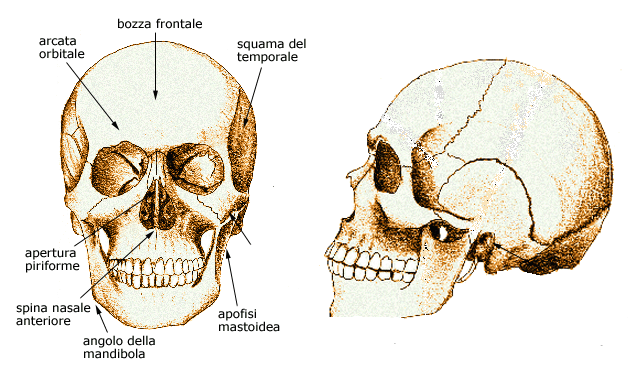 bozza frontale
arcata
orbitale
squama del
temporale
apertura
piriforme
spina nasale
anteriore
apofisi
mastoidea
angolo della
mandibola